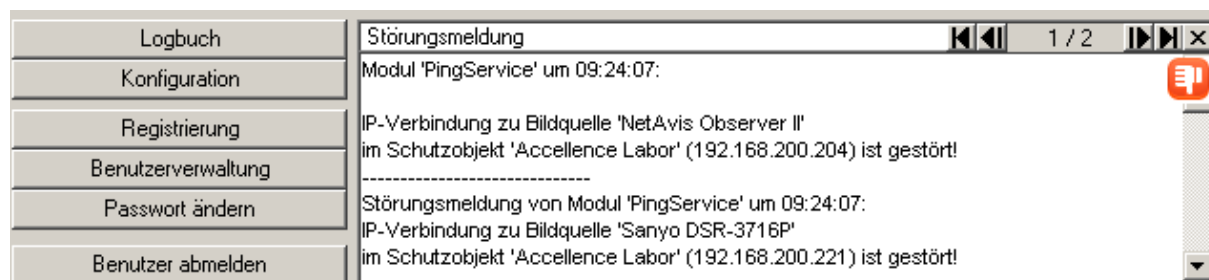 Logbuch
Konfiguration
Registrierung
Benutzerverwaltung
Passwort ändern
Benutzer abmelden
Störungsmeldung
1 / 2
Modul 'PingService' um 09:24:07:
IP-Verbindung zu Bildquelle 'NetAvis Observer II'
im Schutzobjekt 'Accellence Labor' (192.168.200.204) ist gestört!
------------------------------
Störungsmeldung von Modul 'PingService' um 09:24:07:
IP-Verbindung zu Bildquelle 'Sanyo DSR-3716P'
im Schutzobjekt 'Accellence Labor' (192.168.200.221) ist gestört!